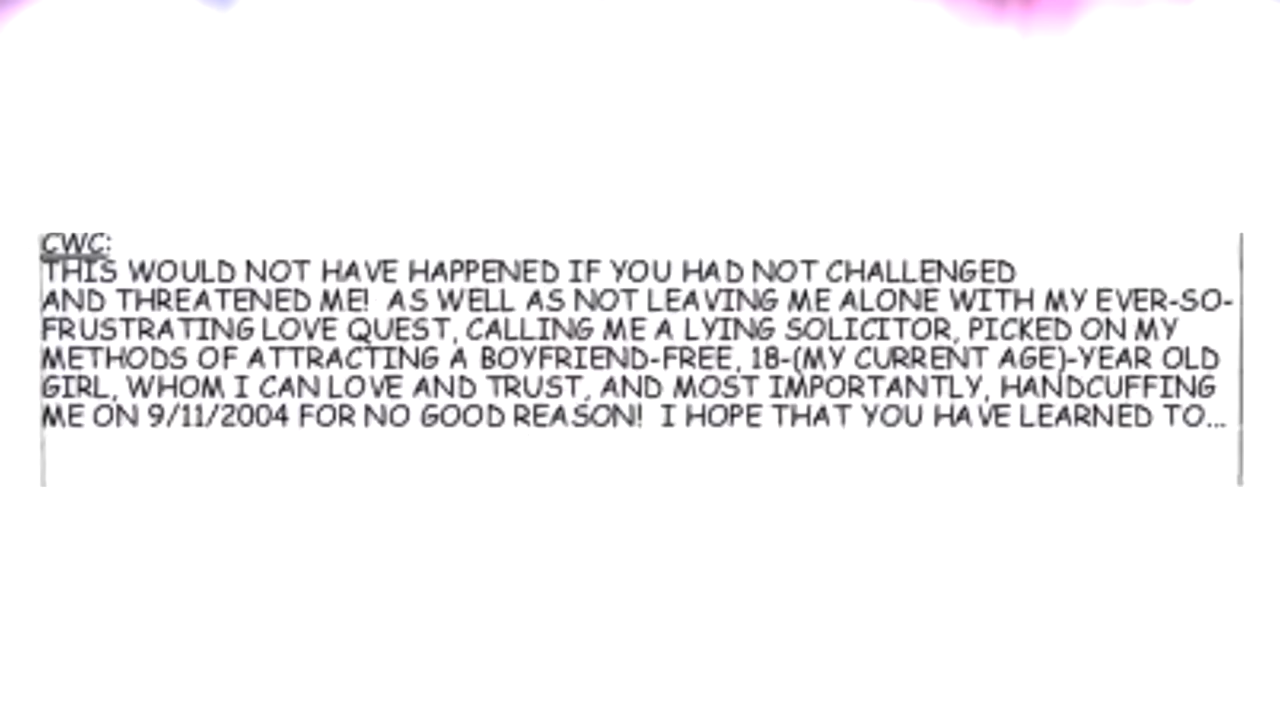 CWC:
THIS WOULD NOT HAVE HAPPENED IF YOU HAD NOT CHALLENGED
AND THREATENED ME!  AS WELL AS NOT LEAVING ME ALONE WITH MY EVER-SO-
FRUSTRATING LOVE QUEST, CALLING ME A LYING SOLICITOR, PICKED ON MY
METHODS OF ATTRACTING A BOYFRIEND-FREE, 18-(MY CURRENT AGE)-YEAR OLD
GIRL, WHOM I CAN LOVE AND TRUST, AND MOST IMPORTANTLY, HANDCUFFING
ME ON 9/11/2004 FOR NO GOOD REASON!  I HOPE THAT YOU HAVE LEARNED TO...